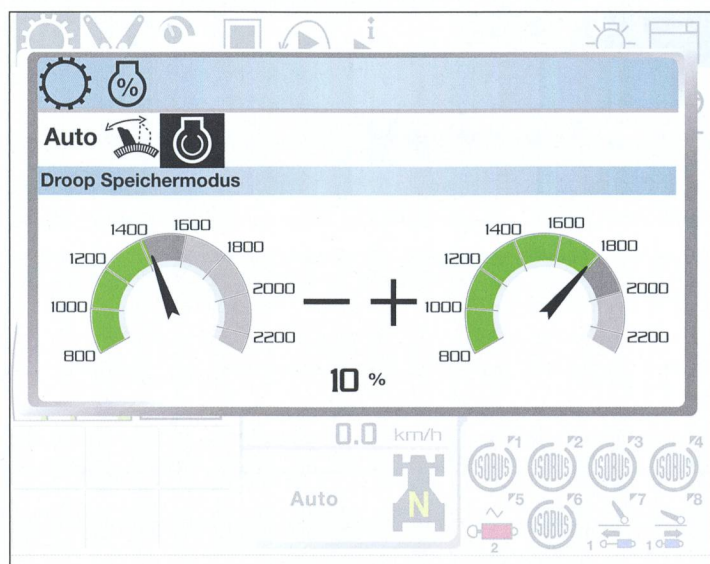 i
%
Auto
Droop Speichermodus
1400 1600
1200 1800
1000 2000
800 2200
1400 1600
1200 1800
1000 2000
800 2200
10 %
0.0 km/h
Auto
N
ISOBUS 1 ISOBUS 2 ISOBUS 3 ISOBUS 4
5 ISOBUS 6 7 8
2 1 1